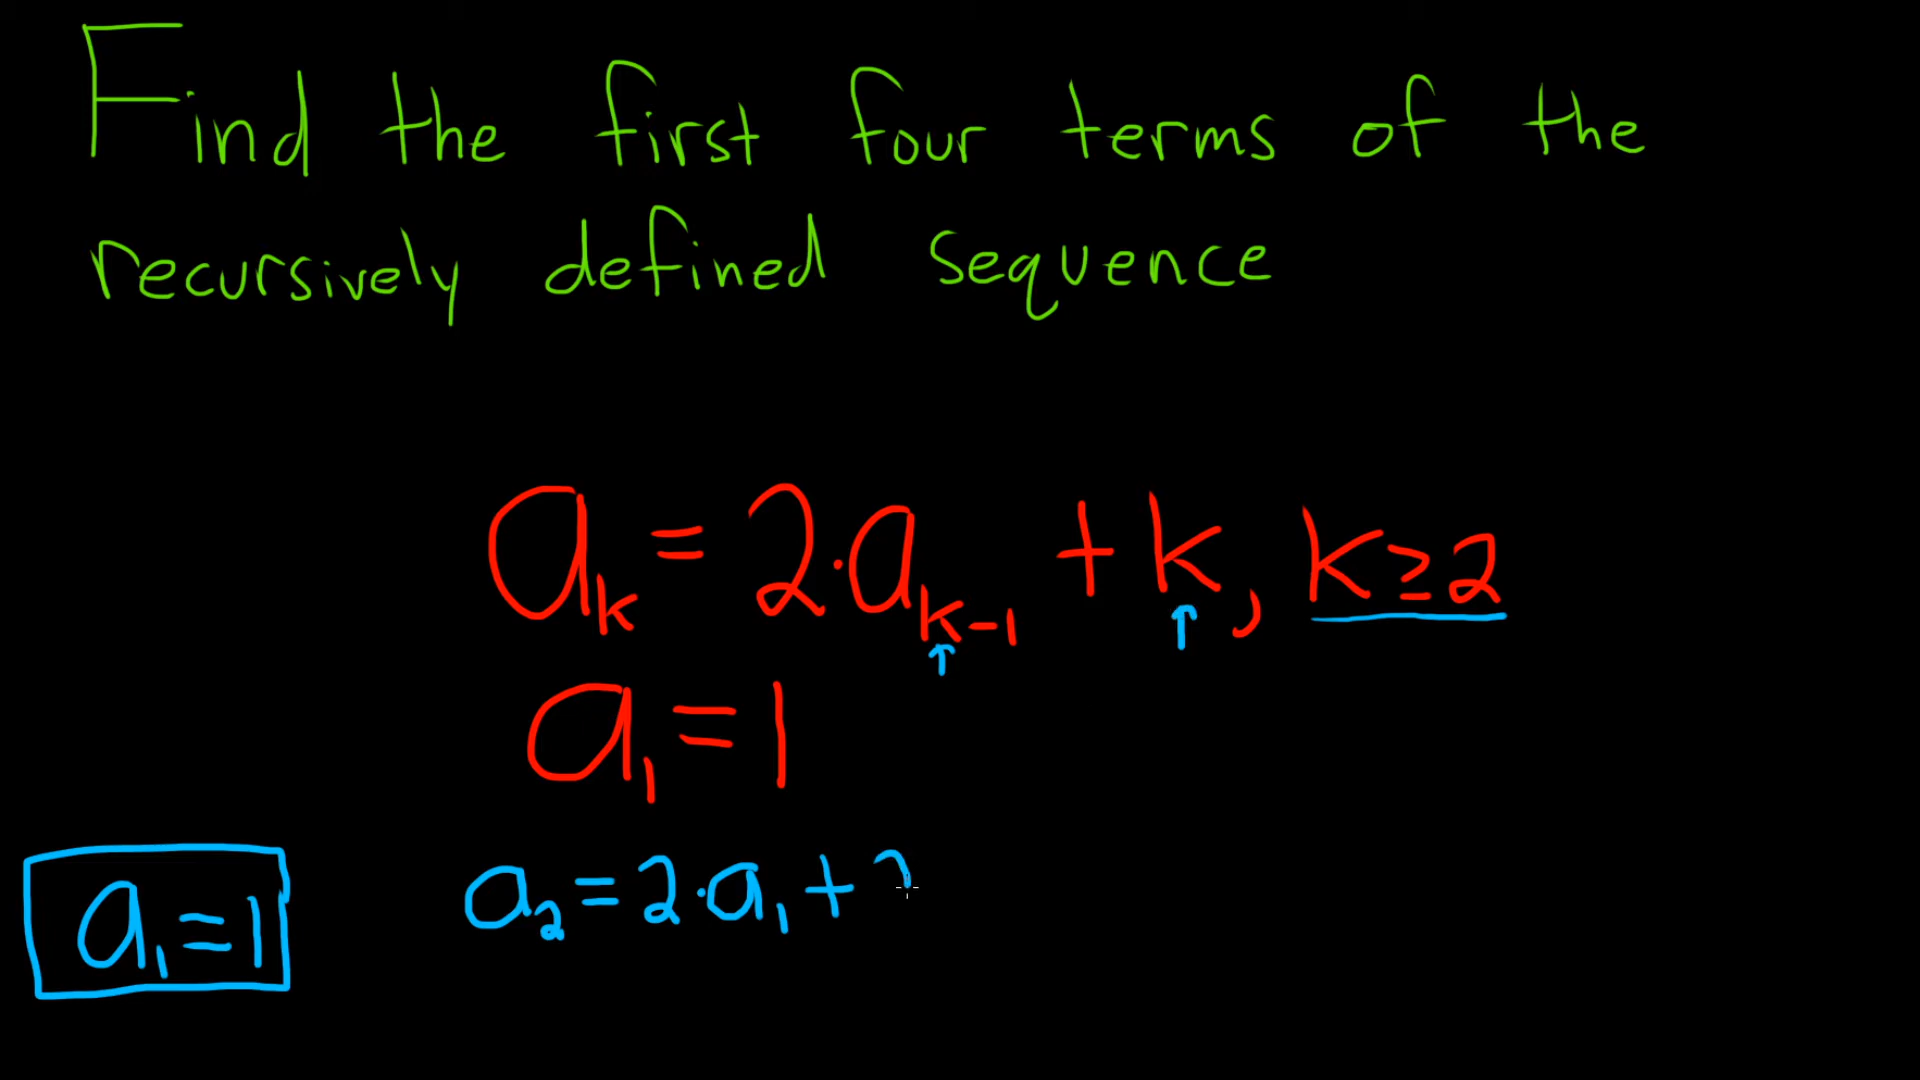 Find the first four terms of the
recursively defined sequence
aₖ = 2·aₖ₋₁ + k, k ≥ 2
a₁ = 1
a₁ = 1
a₂ = 2·a₁ +